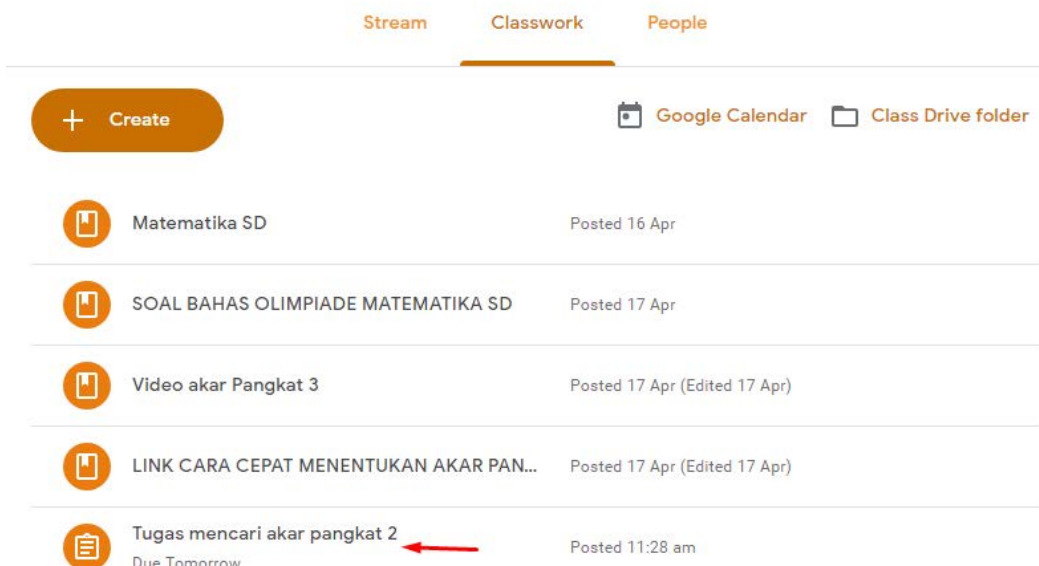 Stream Classwork People
+ Create Google Calendar Class Drive folder
Matematika SD Posted 16 Apr
SOAL BAHAS OLIMPIADE MATEMATIKA SD Posted 17 Apr
Video akar Pangkat 3 Posted 17 Apr (Edited 17 Apr)
LINK CARA CEPAT MENENTUKAN AKAR PAN... Posted 17 Apr (Edited 17 Apr)
Tugas mencari akar pangkat 2 Posted 11:28 am
Due Tomorrow